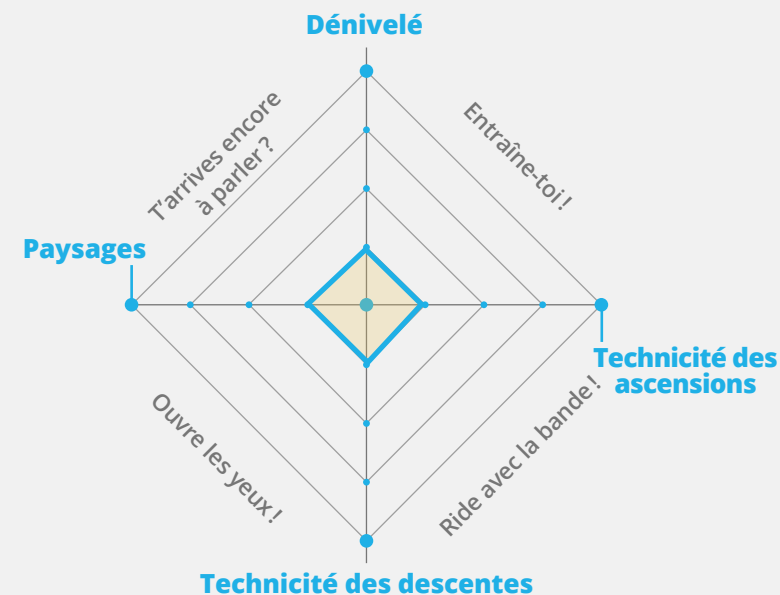 Dénivelé
T'arrives encore
à parler ?
Entraîne-toi !
Paysages
Technicité des
ascensions
Ouvre les yeux !
Ride avec la bande !
Technicité des descentes